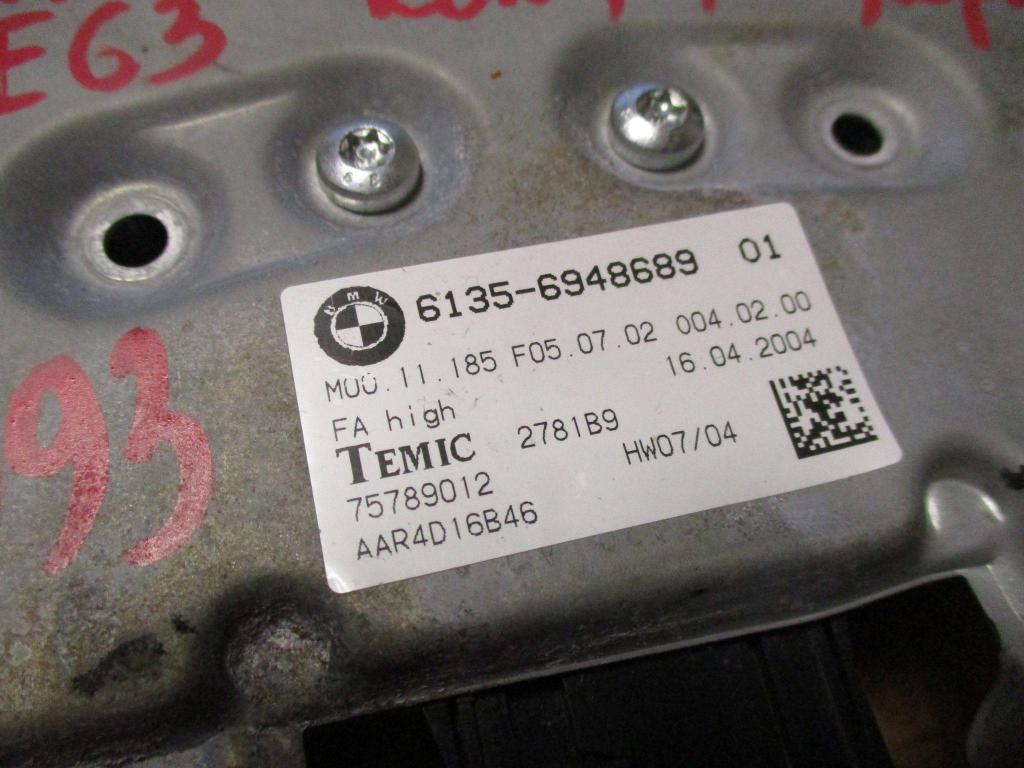 E63
93
BMW
6135-6948689 01
M00.11.185 F05.07.02 004.02.00
16.04.2004
FA high
TEMIC 2781B9
HW07/04
75789012
AAR4D16B46